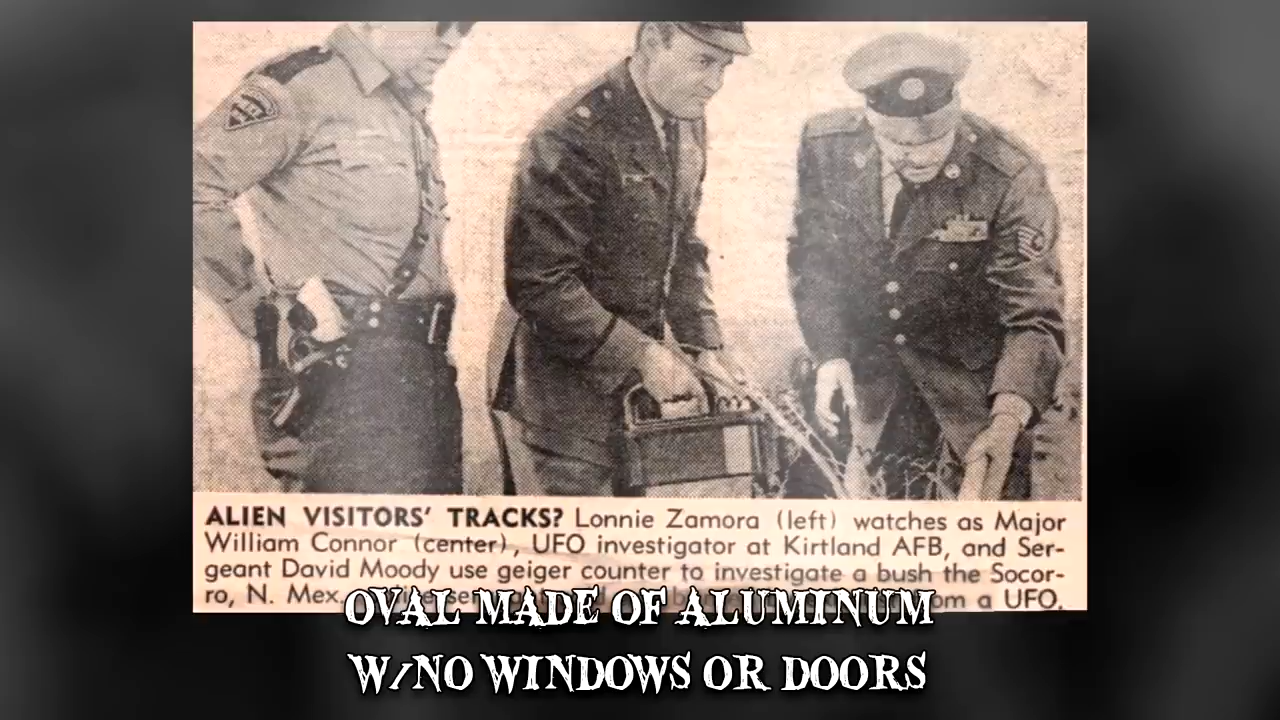 ALIEN VISITORS' TRACKS? Lonnie Zamora (left) watches as Major
William Connor (center), UFO investigator at Kirtland AFB, and Ser-
geant David Moody use geiger counter to investigate a bush the Socor-
ro, N. Mex. om a UFO.
OVAL MADE OF ALUMINUM
W/NO WINDOWS OR DOORS